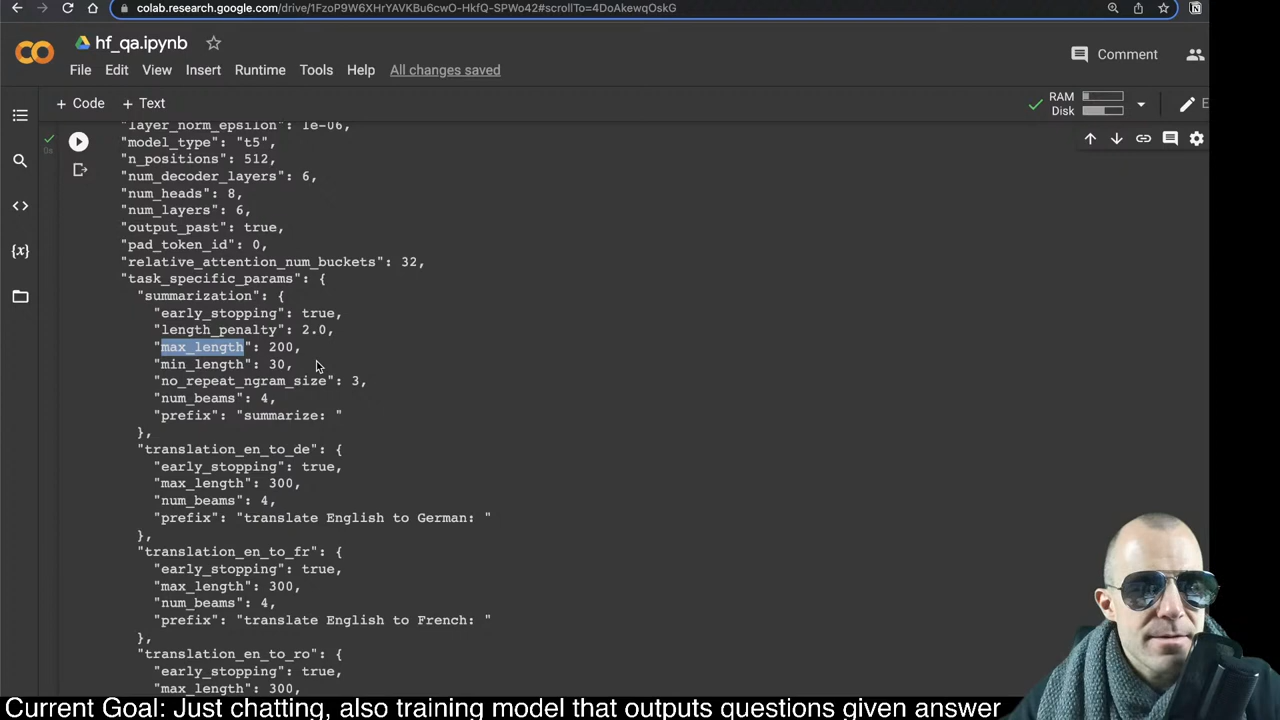 colab.research.google.com/drive/1FzoP9W6XHrYAVKBu6cwO-HkfQ-SPWo42#scrollTo=4DoAkewqOskG
hf_qa.ipynb
File Edit View Insert Runtime Tools Help All changes saved
Comment
+ Code + Text
RAM
Disk
E
"layer_norm_epsilon": 1e-06,
"model_type": "t5",
"n_positions": 512,
"num_decoder_layers": 6,
"num_heads": 8,
"num_layers": 6,
"output_past": true,
"pad_token_id": 0,
"relative_attention_num_buckets": 32,
"task_specific_params": {
"summarization": {
"early_stopping": true,
"length_penalty": 2.0,
"max_length": 200,
"min_length": 30,
"no_repeat_ngram_size": 3,
"num_beams": 4,
"prefix": "summarize: "
},
"translation_en_to_de": {
"early_stopping": true,
"max_length": 300,
"num_beams": 4,
"prefix": "translate English to German: "
},
"translation_en_to_fr": {
"early_stopping": true,
"max_length": 300,
"num_beams": 4,
"prefix": "translate English to French: "
},
"translation_en_to_ro": {
"early_stopping": true,
"max_length": 300,
0s
{x}
Current Goal: Just chatting, also training model that outputs questions given answer